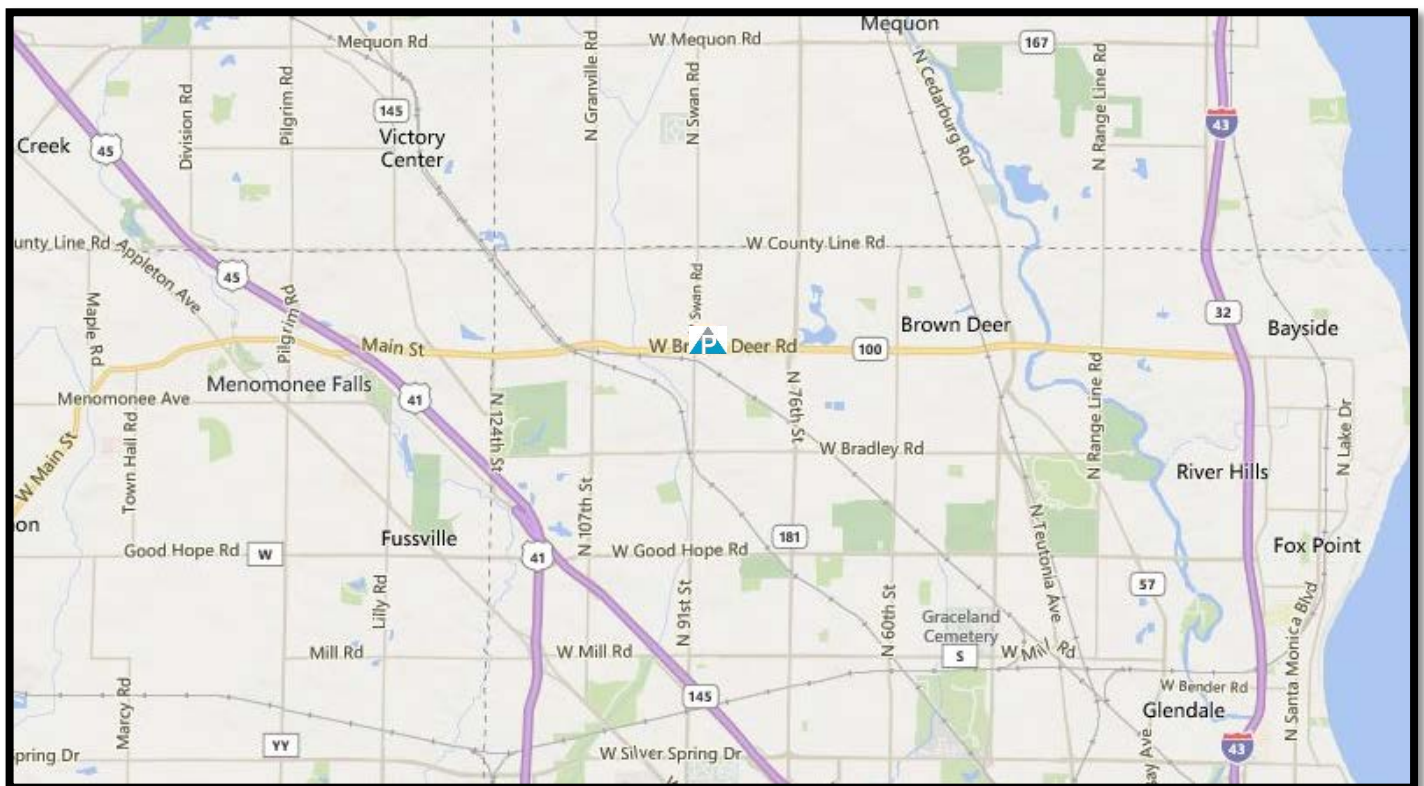 Mequon
Mequon Rd
W Mequon Rd
167
N Cedarburg Rd
N Range Line Rd
N Granville Rd
N Swan Rd
Pilgrim Rd
Division Rd
145
43
Creek
45
Victory
Center
unty Line Rd
Appleton Ave
W County Line Rd
45
Maple Rd
Pilgrim Rd
Swan Rd
32
Bayside
Brown Deer
Main St
W Br
P
Deer Rd
100
Menomonee Falls
41
Menomonee Ave
N 124th St
N 76th St
N Range Line Rd
N Lake Dr
Town Hall Rd
W Main St
W Bradley Rd
River Hills
on
N 107th St
Fussville
Good Hope Rd
W
41
W Good Hope Rd
181
N Teutonia Ave
Fox Point
57
Lilly Rd
N 91st St
N 60th St
Graceland
Cemetery
S
W Mill Rd
N Santa Monica Blvd
Mill Rd
W Mill Rd
145
W Bender Rd
Glendale
Marcy Rd
YY
pring Dr
W Silver Spring Dr
ay Ave
43